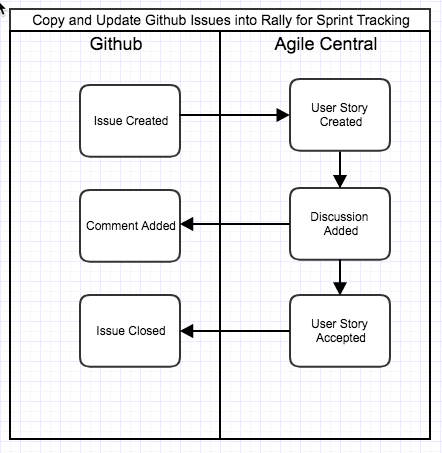 Copy and Update Github Issues into Rally for Sprint Tracking
Github
Agile Central
Issue Created
User Story
Created
Comment Added
Discussion
Added
Issue Closed
User Story
Accepted